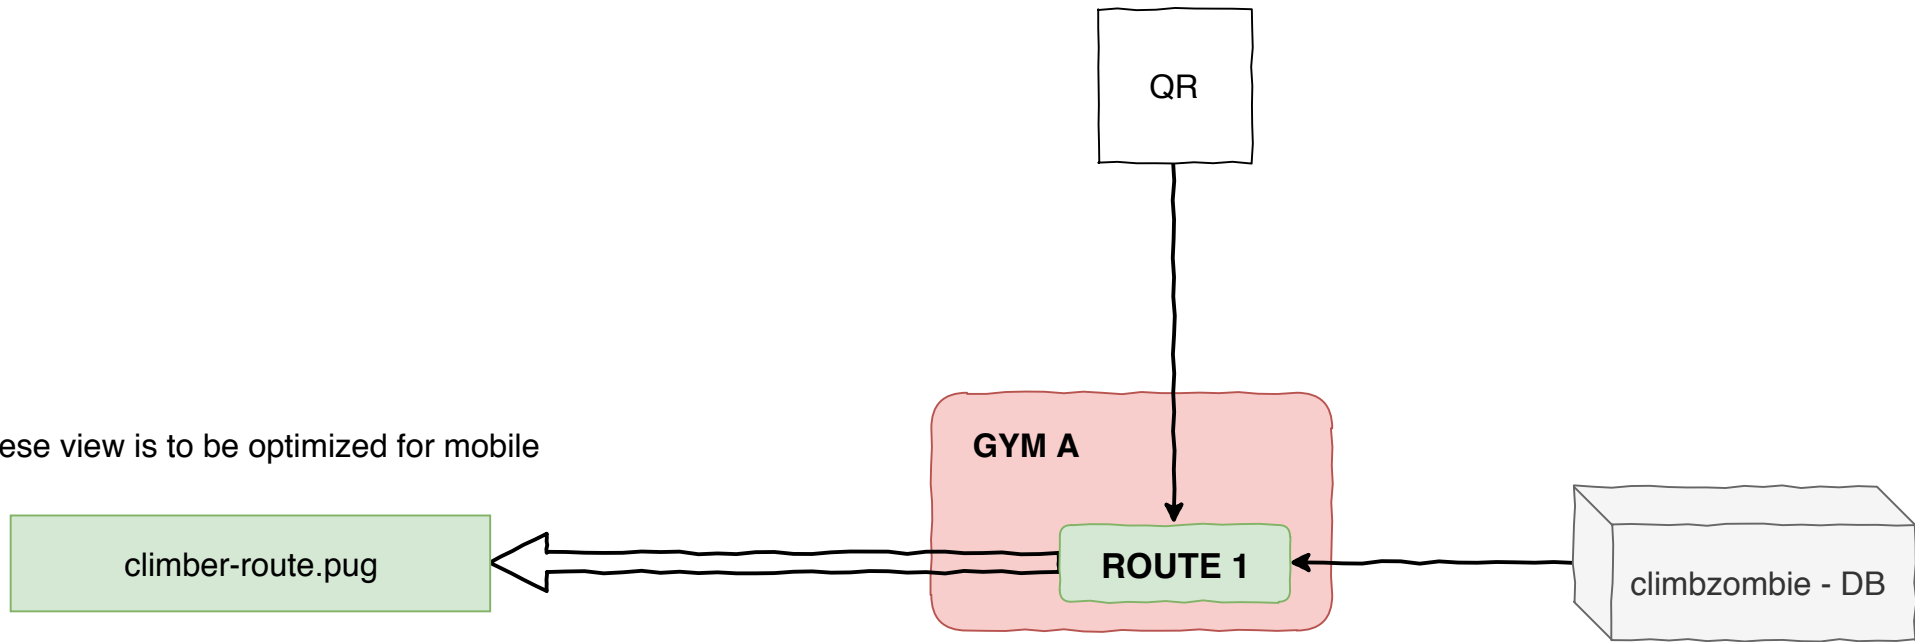 QR
ese view is to be optimized for mobile
GYM A
climber-route.pug
ROUTE 1
climbzombie - DB